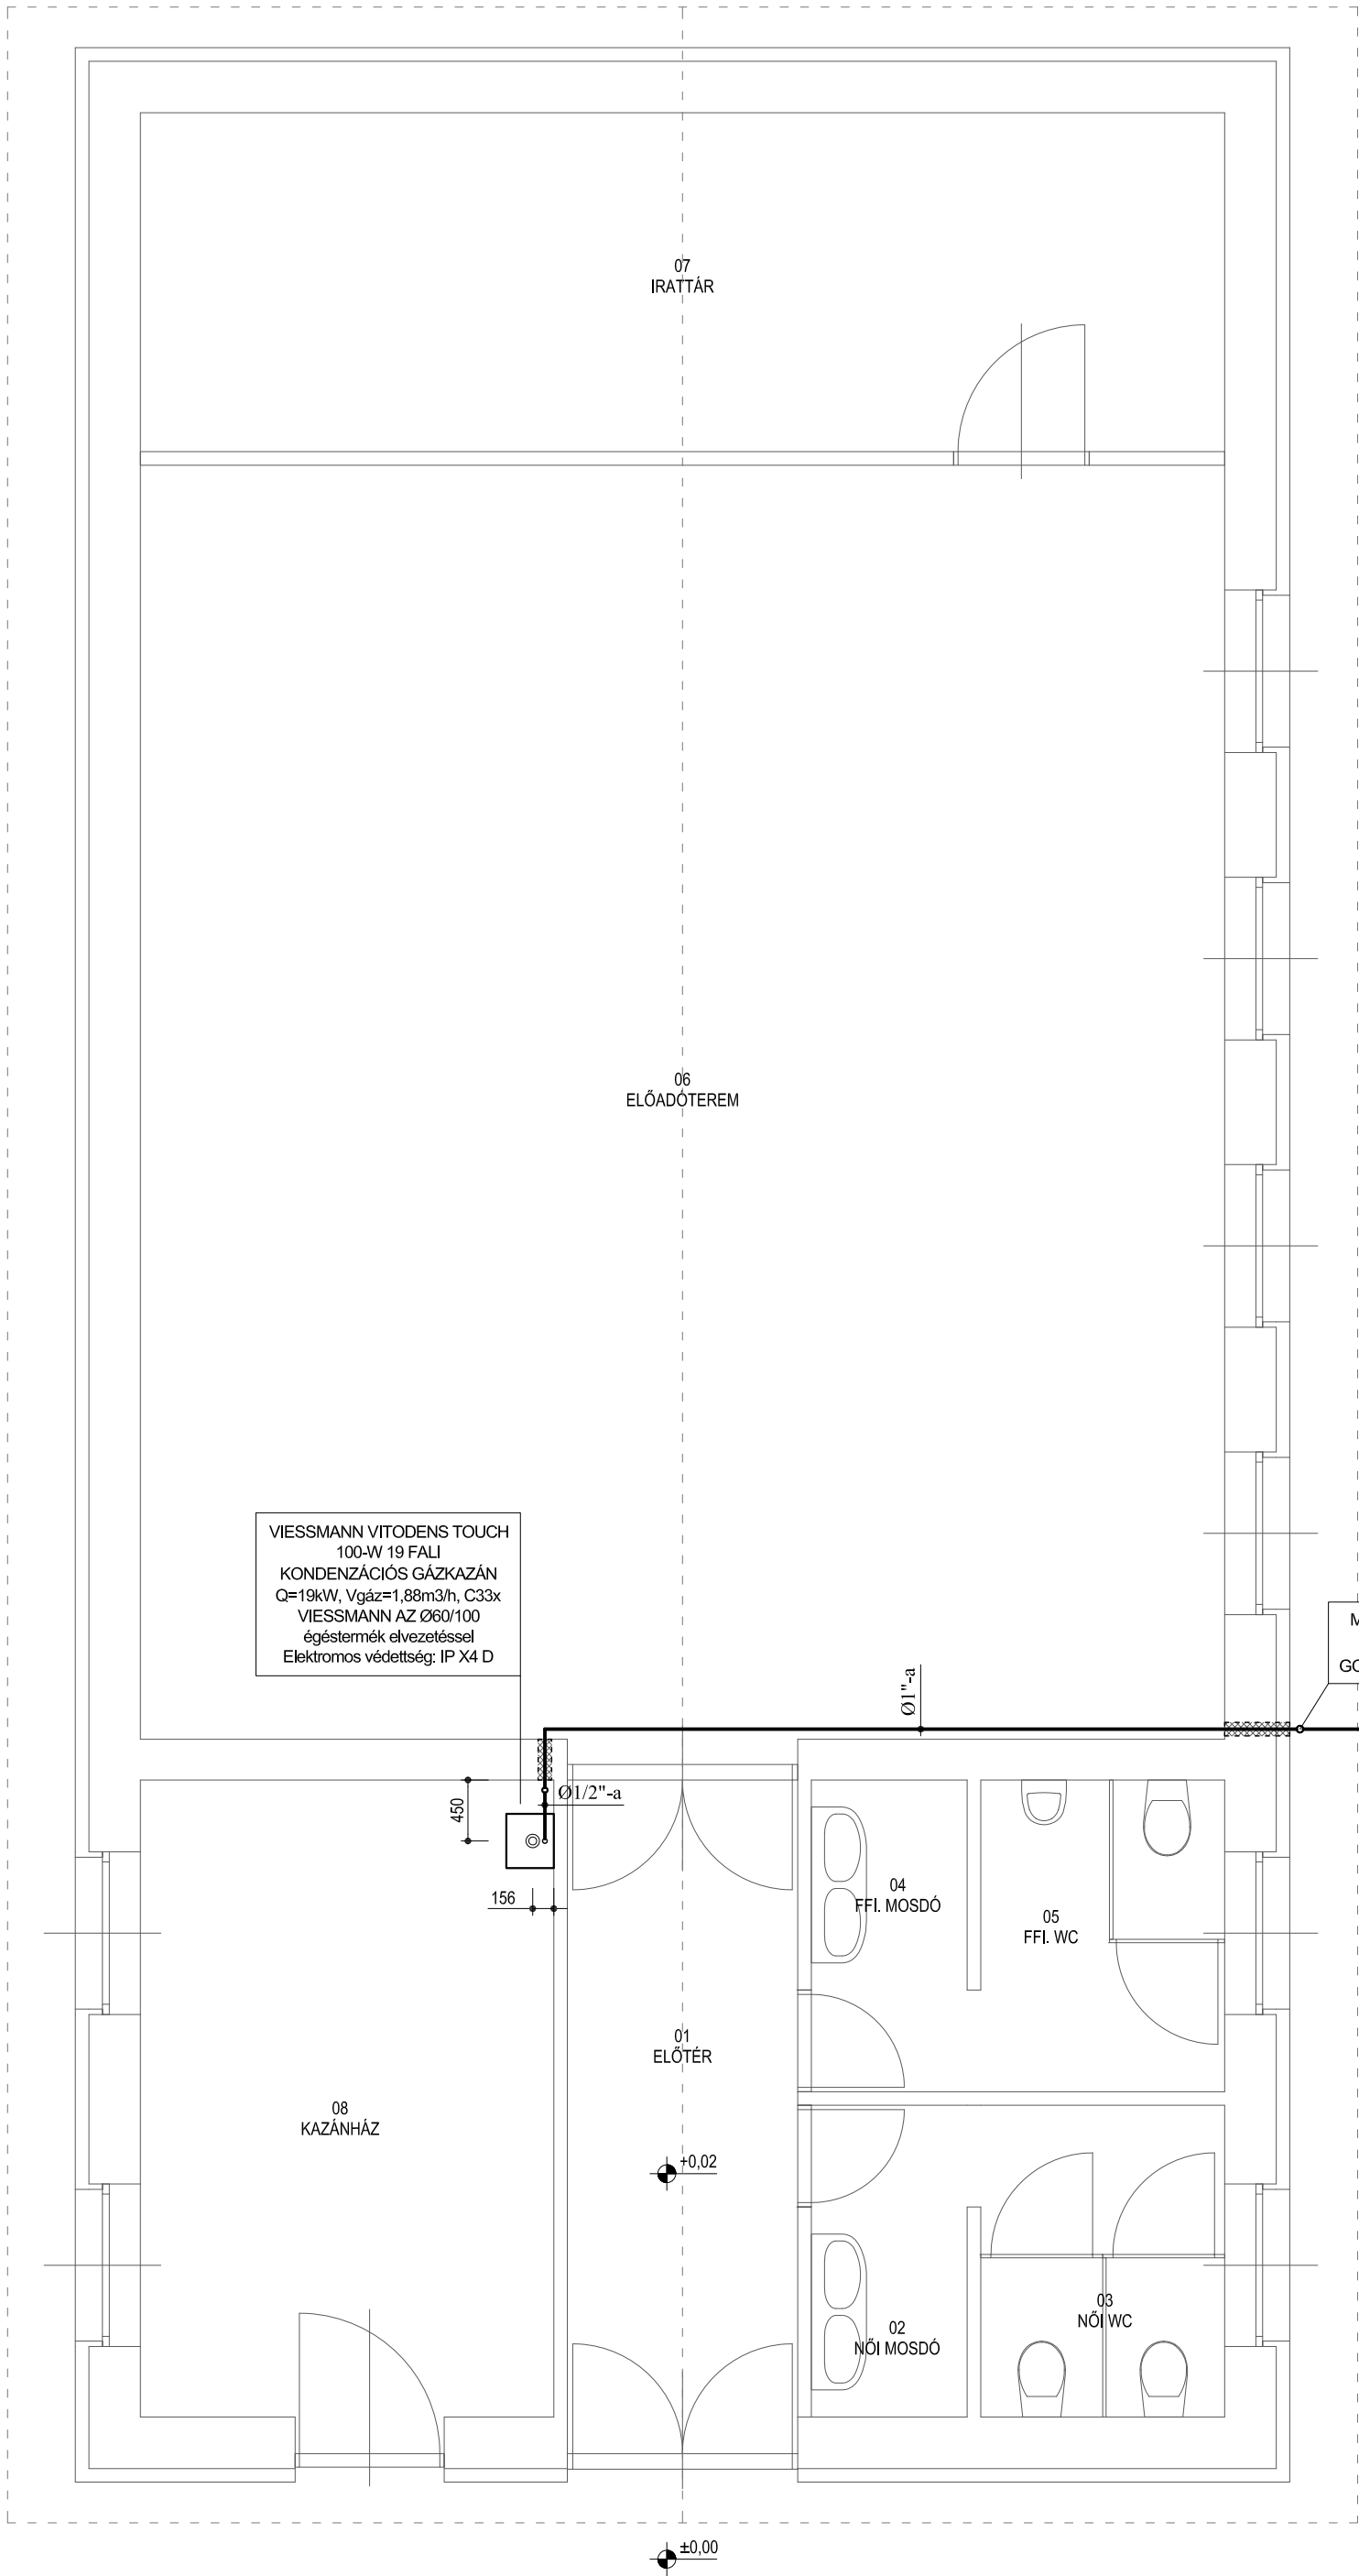 07
IRATTÁR
06
ELŐADÓTEREM
VIESSMANN VITODENS TOUCH
100-W 19 FALI
KONDENZÁCIÓS GÁZKAZÁN
Q=19kW, Vgáz=1,88m3/h, C33x
VIESSMANN AZ Ø60/100
égéstermék elvezetéssel
Elektromos védettség: IP X4 D
M
GO
Ø1"-a
Ø1/2"-a
450
156
04
FFI. MOSDÓ
05
FFI. WC
01
ELŐTÉR
08
KAZÁNHÁZ
+0,02
03
NŐI WC
02
NŐI MOSDÓ
±0,00